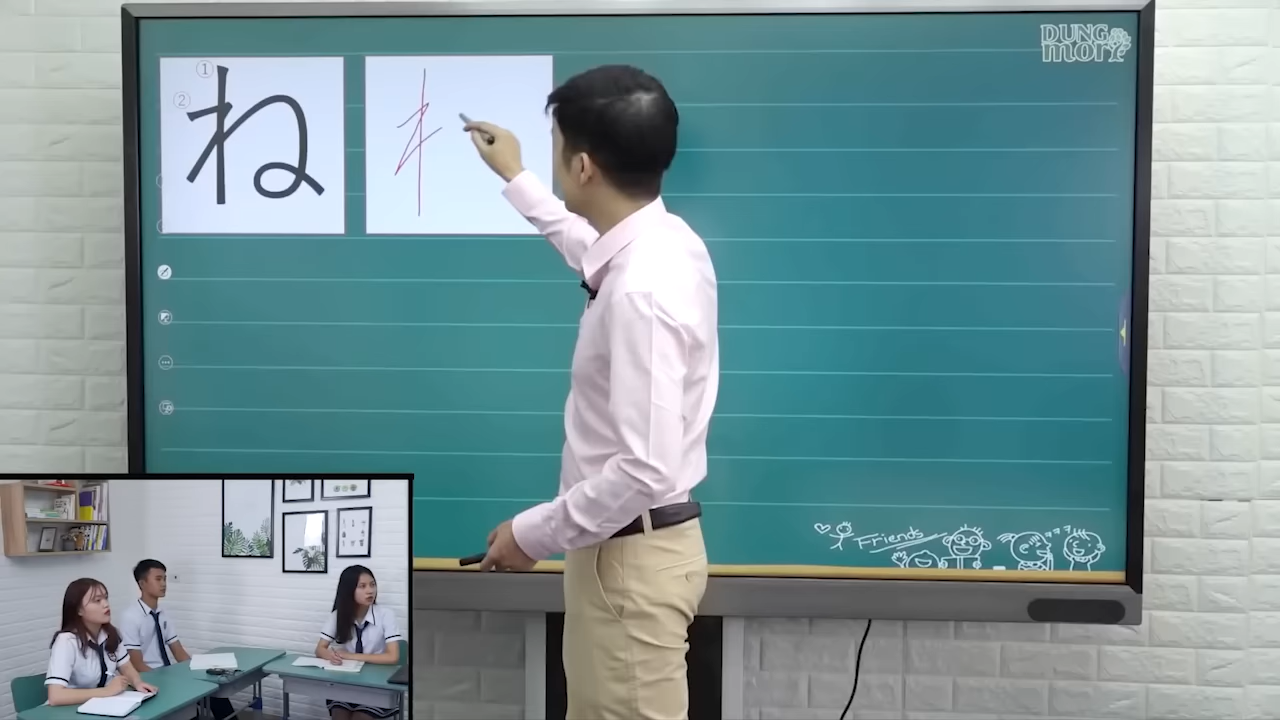 DUNG
mori
①
②
ね
Friends